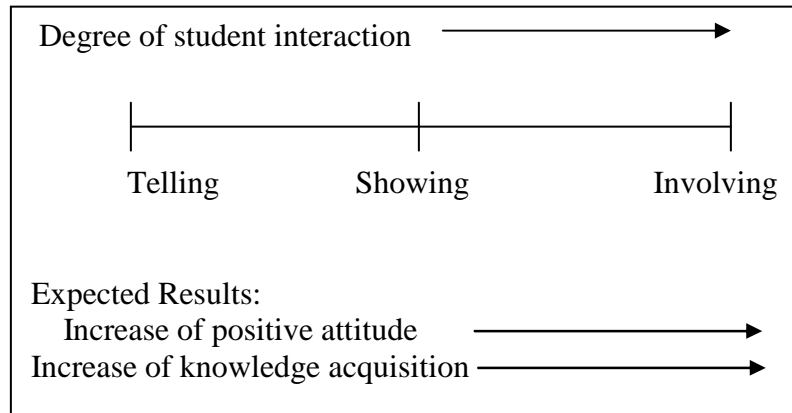 Degree of student interaction
Telling Showing Involving
Expected Results:
Increase of positive attitude
Increase of knowledge acquisition